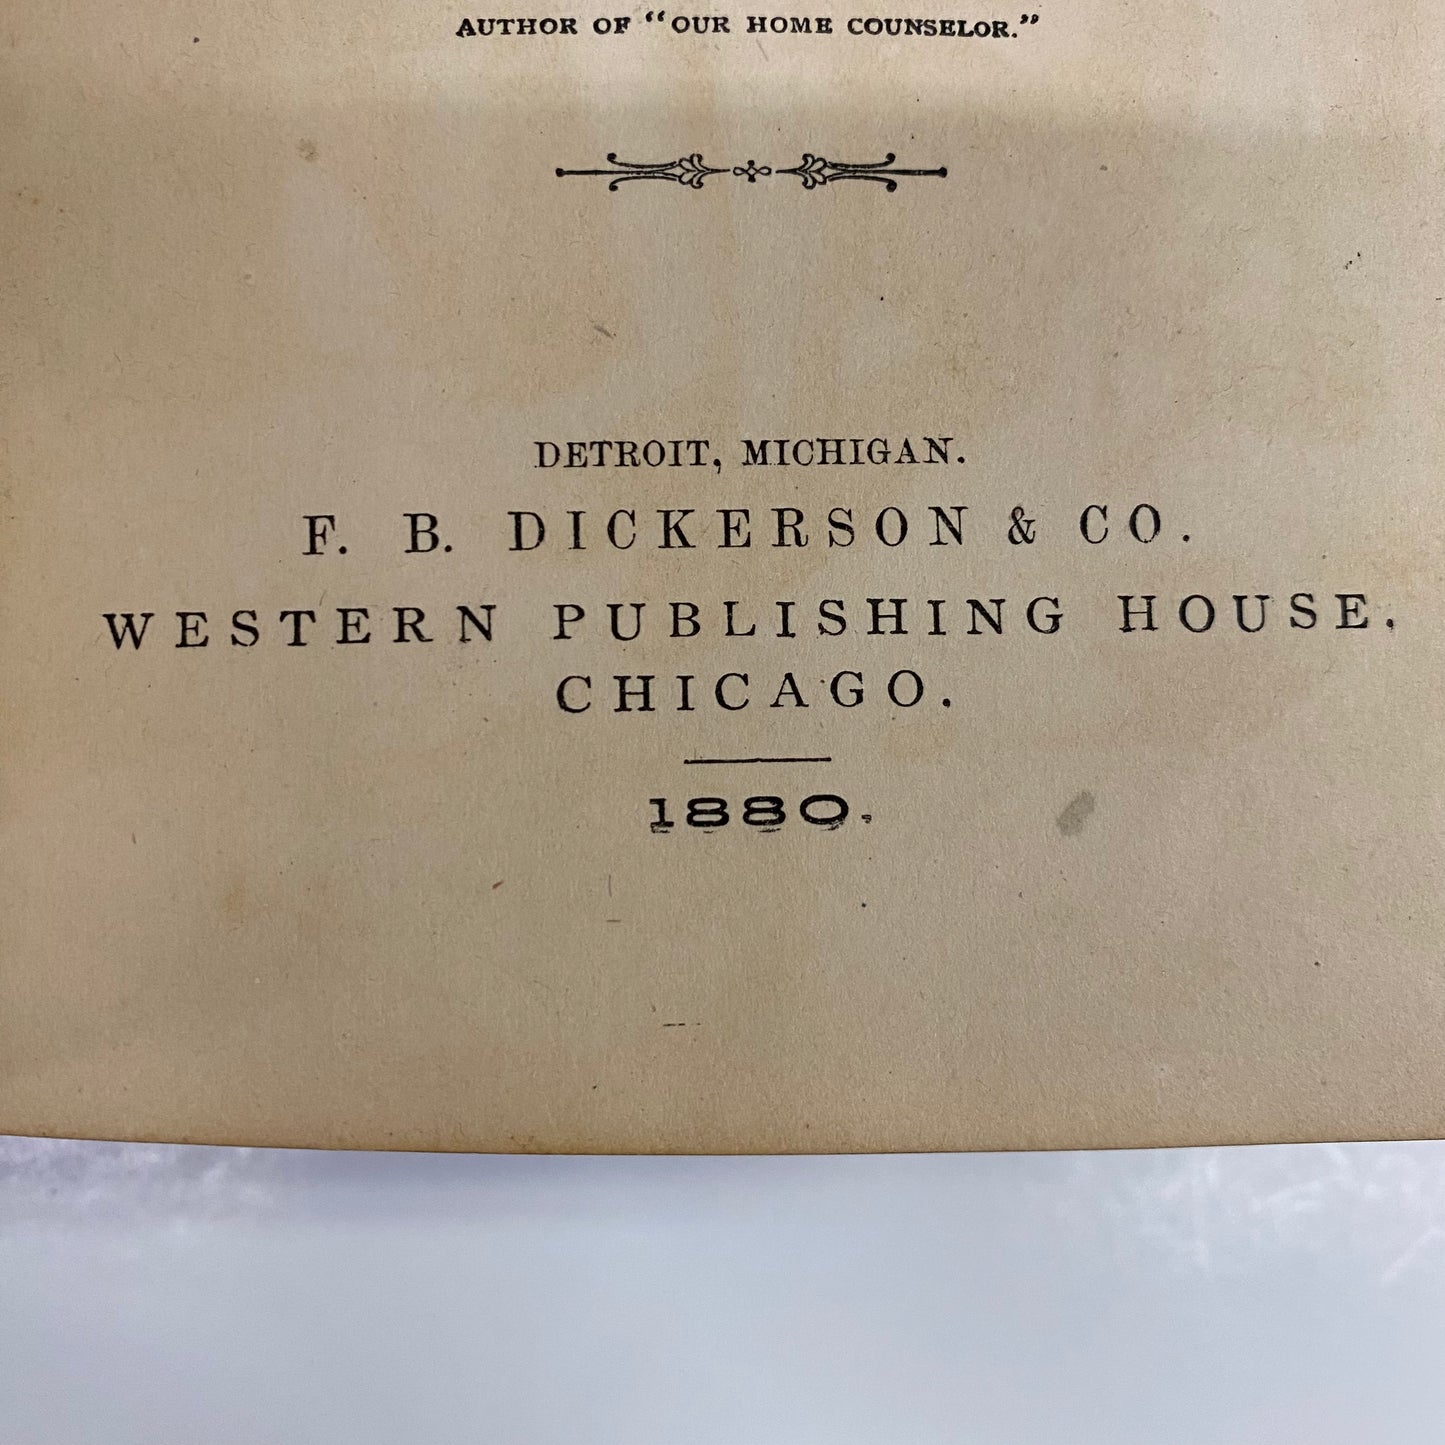 AUTHOR OF “OUR HOME COUNSELOR.”
DETROIT, MICHIGAN.
F. B. DICKERSON & CO.
WESTERN PUBLISHING HOUSE,
CHICAGO.
1880.